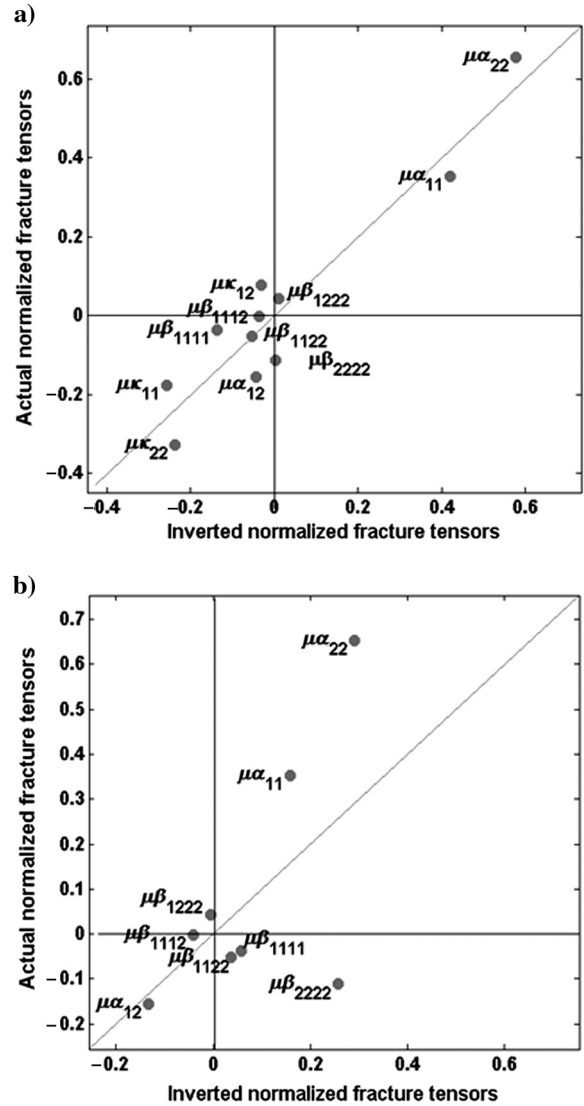 a)
Actual normalized fracture tensors
0.6
0.4
0.2
0
−0.2
−0.4
μα22
μα11
μκ12
μβ1222
μβ1112
μβ1111
μβ1122
μβ2222
μκ11
μα12
μκ22
−0.4 −0.2 0 0.2 0.4 0.6
Inverted normalized fracture tensors
b)
Actual normalized fracture tensors
0.7
0.6
0.5
0.4
0.3
0.2
0.1
0
−0.1
−0.2
μα22
μα11
μβ1222
μβ1112
μβ1111
μβ1122
μβ2222
μα12
−0.2 0 0.2 0.4 0.6
Inverted normalized fracture tensors